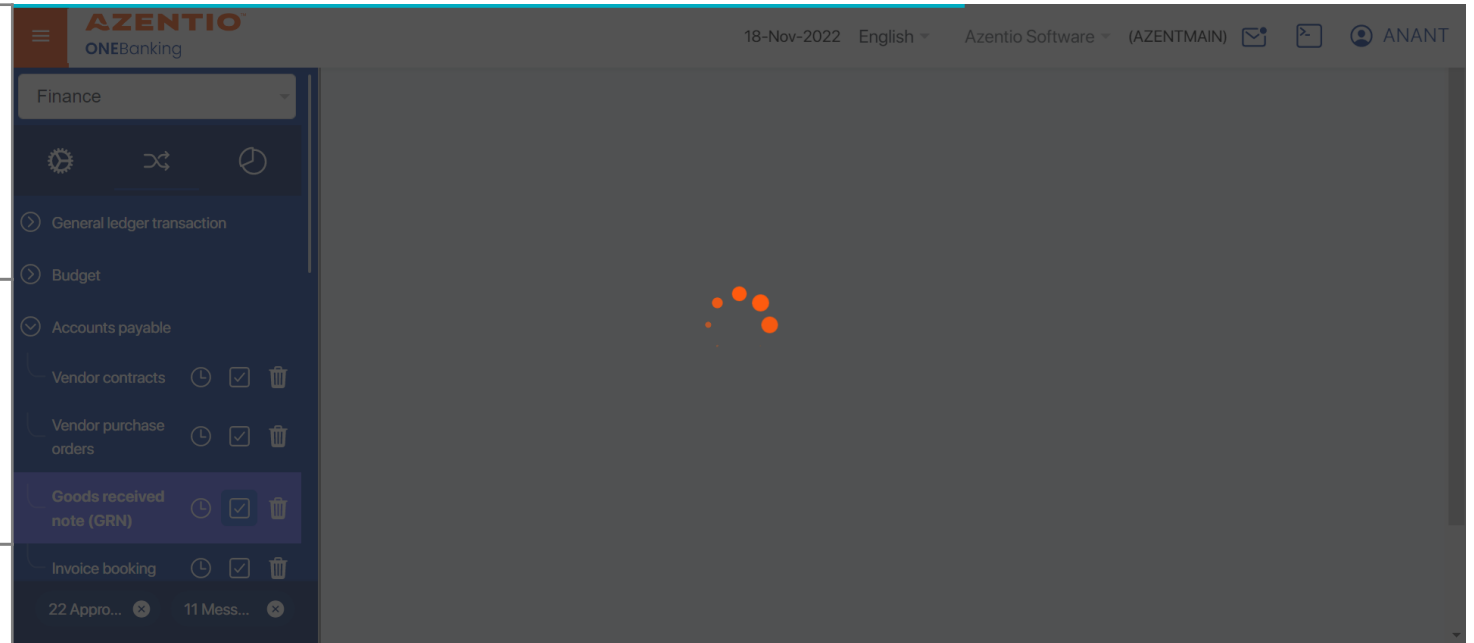 AZENTIO
ONEBanking
18-Nov-2022 English Azentio Software (AZENTMAIN) ANANT
Finance
General ledger transaction
Budget
Accounts payable
Vendor contracts
Vendor purchase
orders
Goods received
note (GRN)
Invoice booking
22 Appro... 11 Mess...